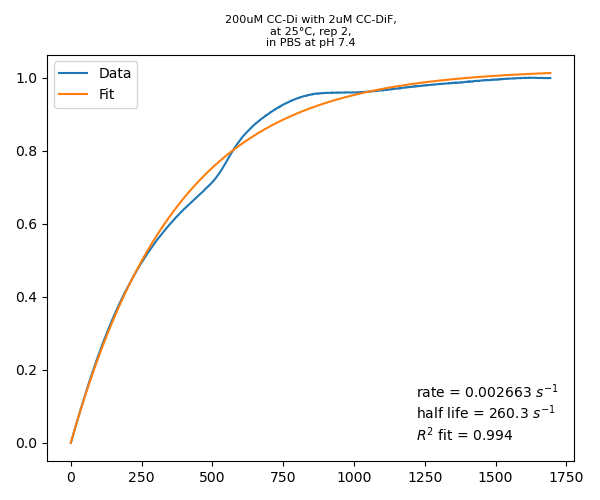 200uM CC-Di with 2uM CC-DiF,
at 25°C, rep 2,
in PBS at pH 7.4
Data
Fit
1.0
0.8
0.6
0.4
0.2
0.0
rate = 0.002663 s⁻¹
half life = 260.3 s⁻¹
R² fit = 0.994
0
250
500
750
1000
1250
1500
1750